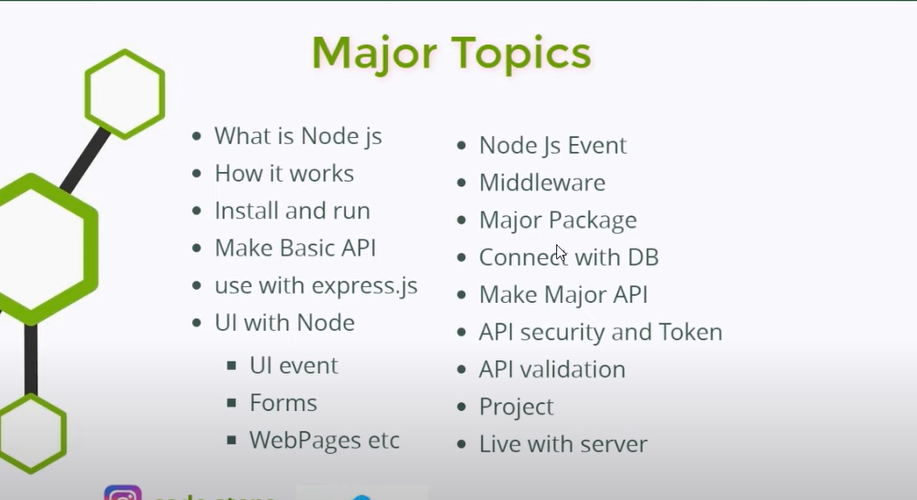 Major Topics
What is Node js
How it works
Install and run
Make Basic API
use with express.js
UI with Node
UI event
Forms
WebPages etc
Node Js Event
Middleware
Major Package
Connect with DB
Make Major API
API security and Token
API validation
Project
Live with server